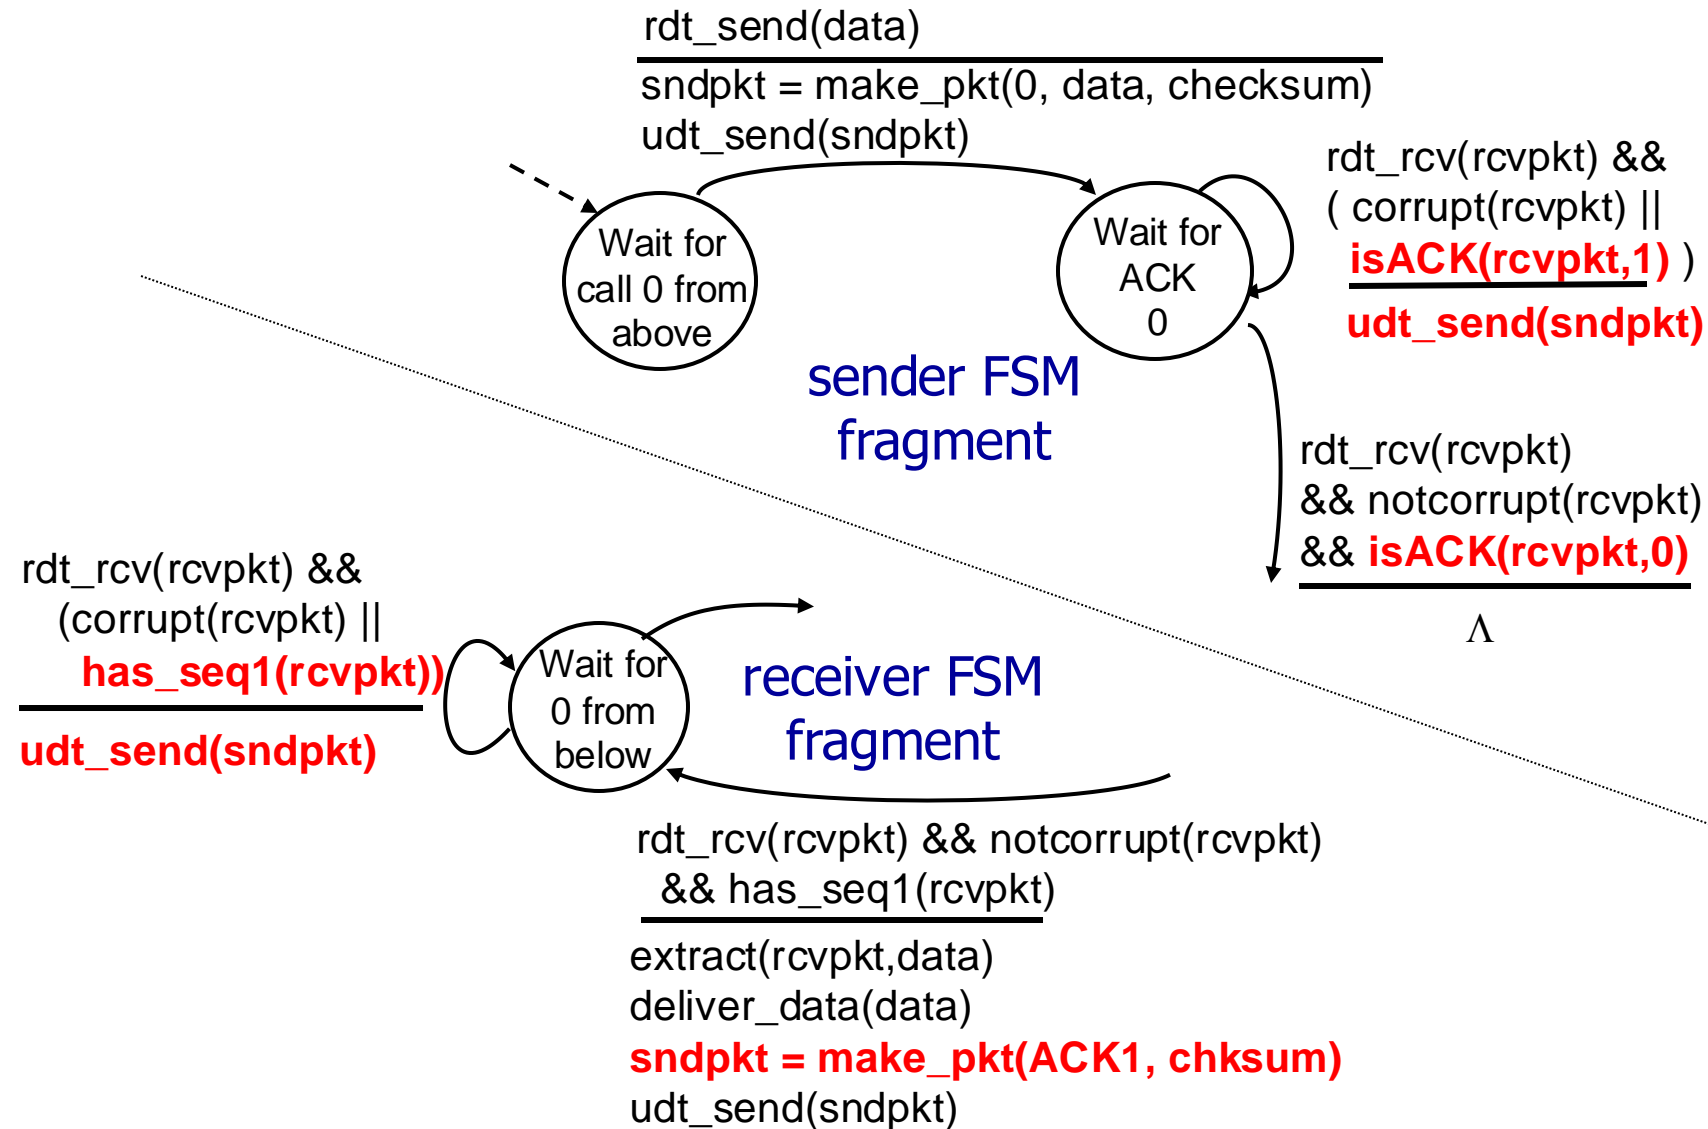 rdt_send(data)
sndpkt = make_pkt(0, data, checksum)
udt_send(sndpkt)
Wait for
call 0 from
above
Wait for
ACK
0
rdt_rcv(rcvpkt) &&
( corrupt(rcvpkt) ||
isACK(rcvpkt,1) )
udt_send(sndpkt)
sender FSM
fragment
rdt_rcv(rcvpkt)
&& notcorrupt(rcvpkt)
&& isACK(rcvpkt,0)
Λ
rdt_rcv(rcvpkt) &&
(corrupt(rcvpkt) ||
has_seq1(rcvpkt))
udt_send(sndpkt)
Wait for
0 from
below
receiver FSM
fragment
rdt_rcv(rcvpkt) && notcorrupt(rcvpkt)
&& has_seq1(rcvpkt)
extract(rcvpkt,data)
deliver_data(data)
sndpkt = make_pkt(ACK1, chksum)
udt_send(sndpkt)